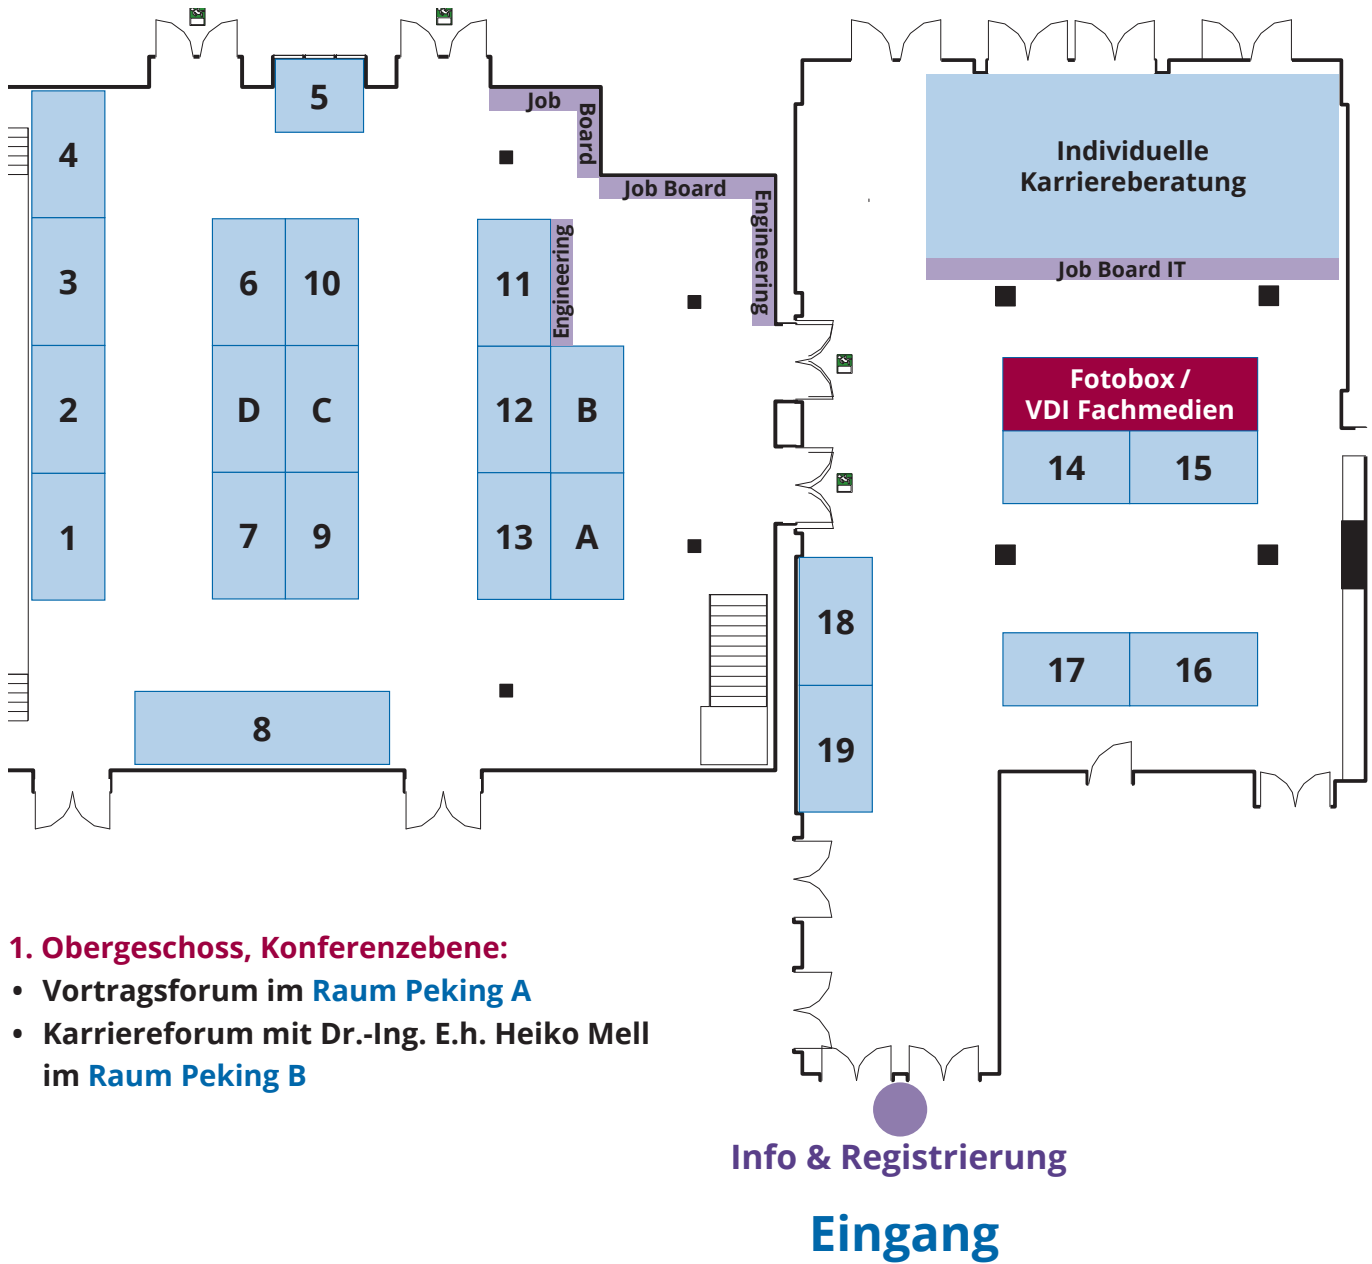 5
Job
Board
Job Board
Engineering
Engineering
4
3
2
1
6
10
D
C
7
9
11
12
B
13
A
8
Individuelle
Karriereberatung
Job Board IT
Fotobox /
VDI Fachmedien
14
15
17
16
18
19
1. Obergeschoss, Konferenzebene:
• Vortragsforum im Raum Peking A
• Karriereforum mit Dr.-Ing. E.h. Heiko Mell
im Raum Peking B
Info & Registrierung
Eingang